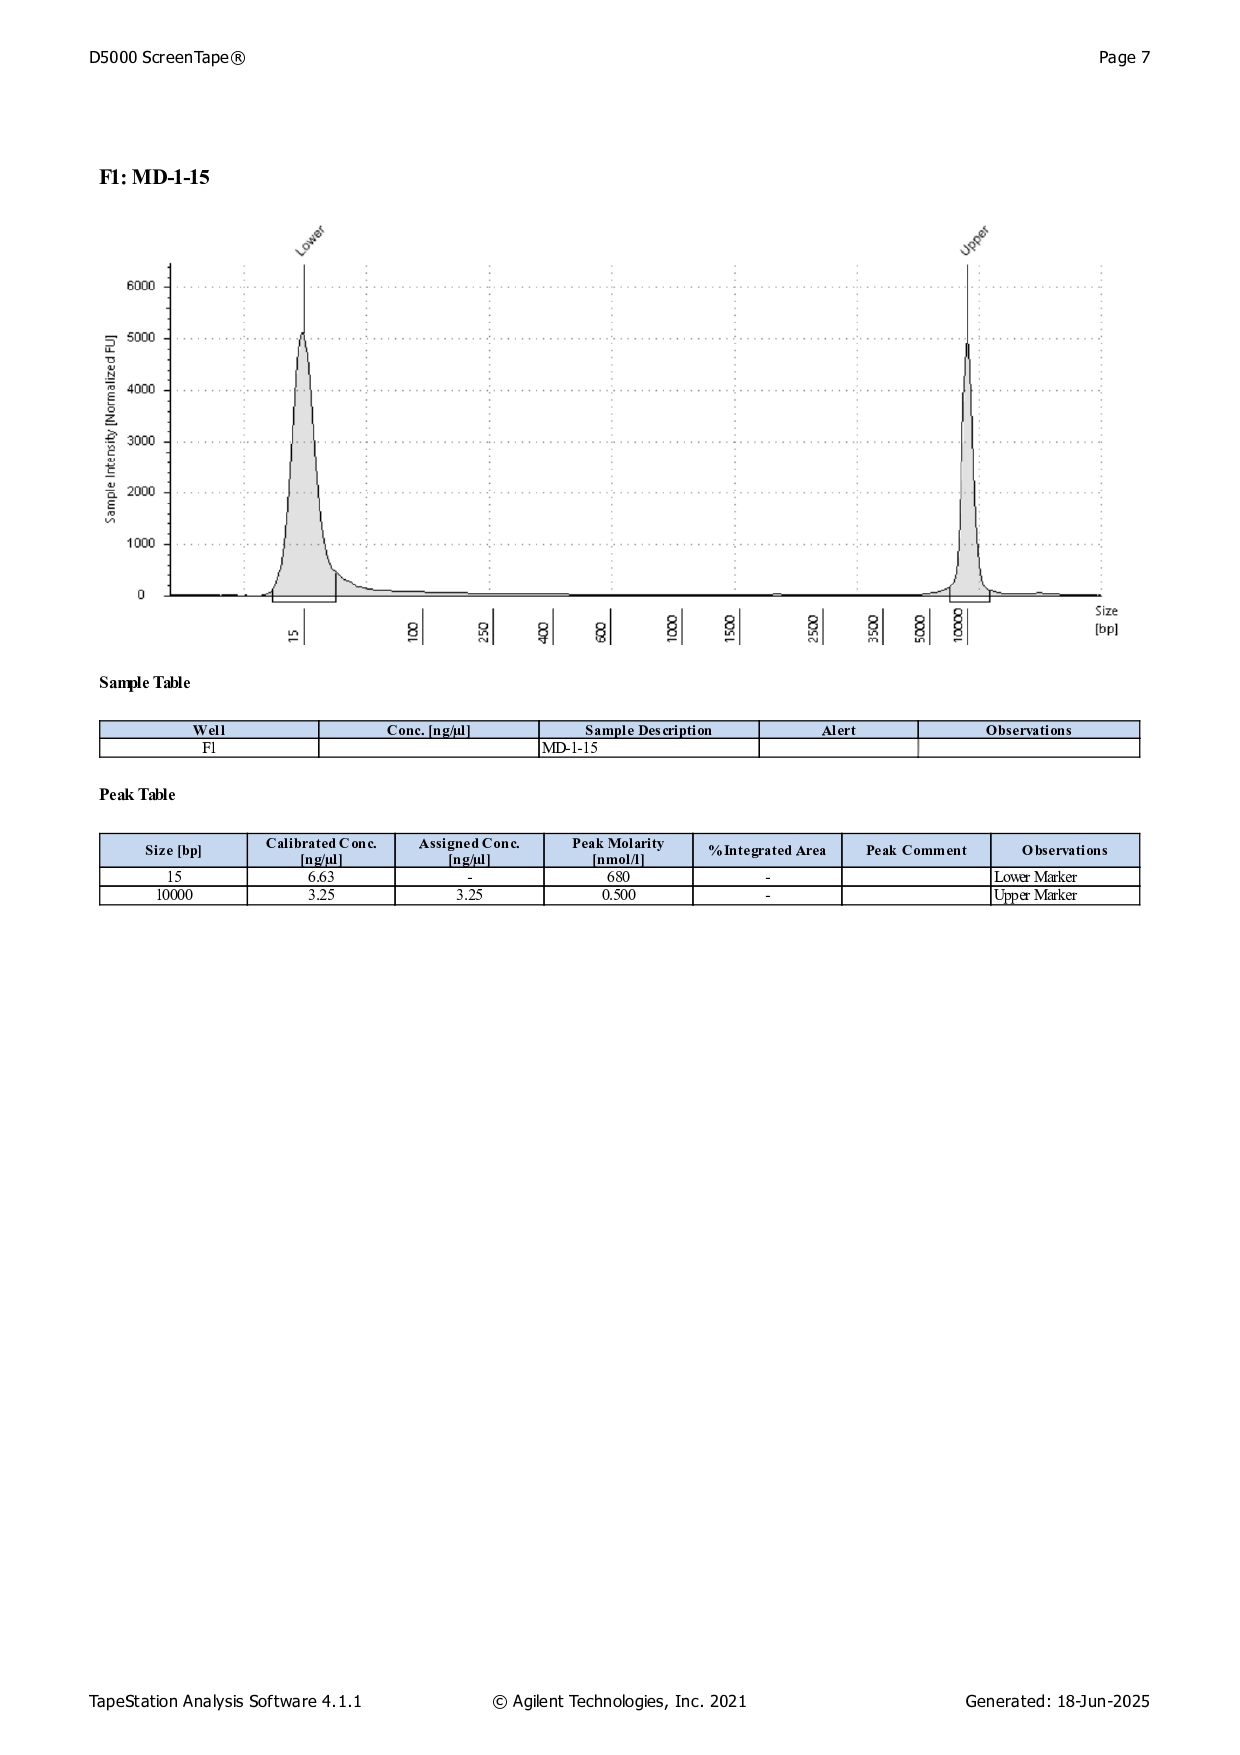 D5000 ScreenTape® Page 7
F1: MD-1-15
Lower Upper
Sample Intensity [Normalized FU]
6000
5000
4000
3000
2000
1000
0
15 100 250 400 600 1000 1500 2500 3500 5000 10000 Size [bp]
Sample Table
Well Conc. [ng/µl] Sample Description Alert Observations
F1 MD-1-15
Peak Table
Size [bp] Calibrated Conc. [ng/µl] Assigned Conc. [ng/µl] Peak Molarity [nmol/l] % Integrated Area Peak Comment Observations
15 6.63 - 680 - Lower Marker
10000 3.25 3.25 0.500 - Upper Marker
TapeStation Analysis Software 4.1.1 © Agilent Technologies, Inc. 2021 Generated: 18-Jun-2025